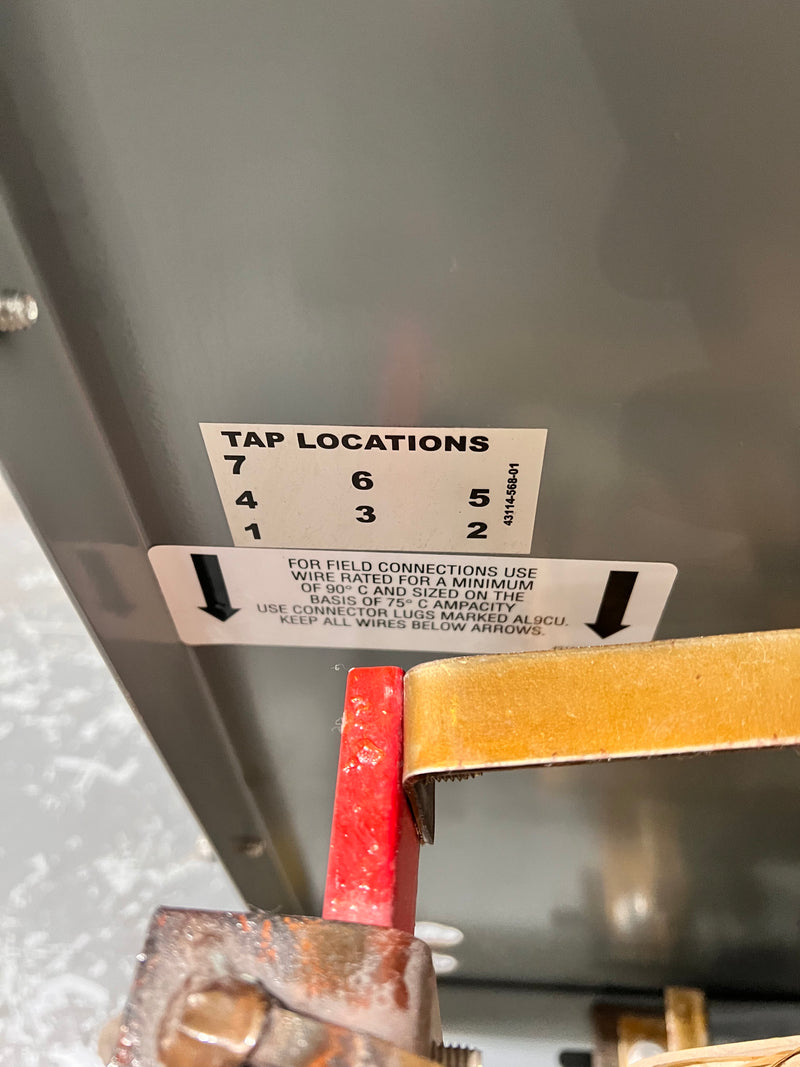 TAP LOCATIONS
7 6
4 5
3
1 2
43114-568-01
FOR FIELD CONNECTIONS USE
WIRE RATED FOR A MINIMUM
OF 90° C AND SIZED ON THE
BASIS OF 75° C AMPACITY
USE CONNECTOR LUGS MARKED AL9CU.
KEEP ALL WIRES BELOW ARROWS.